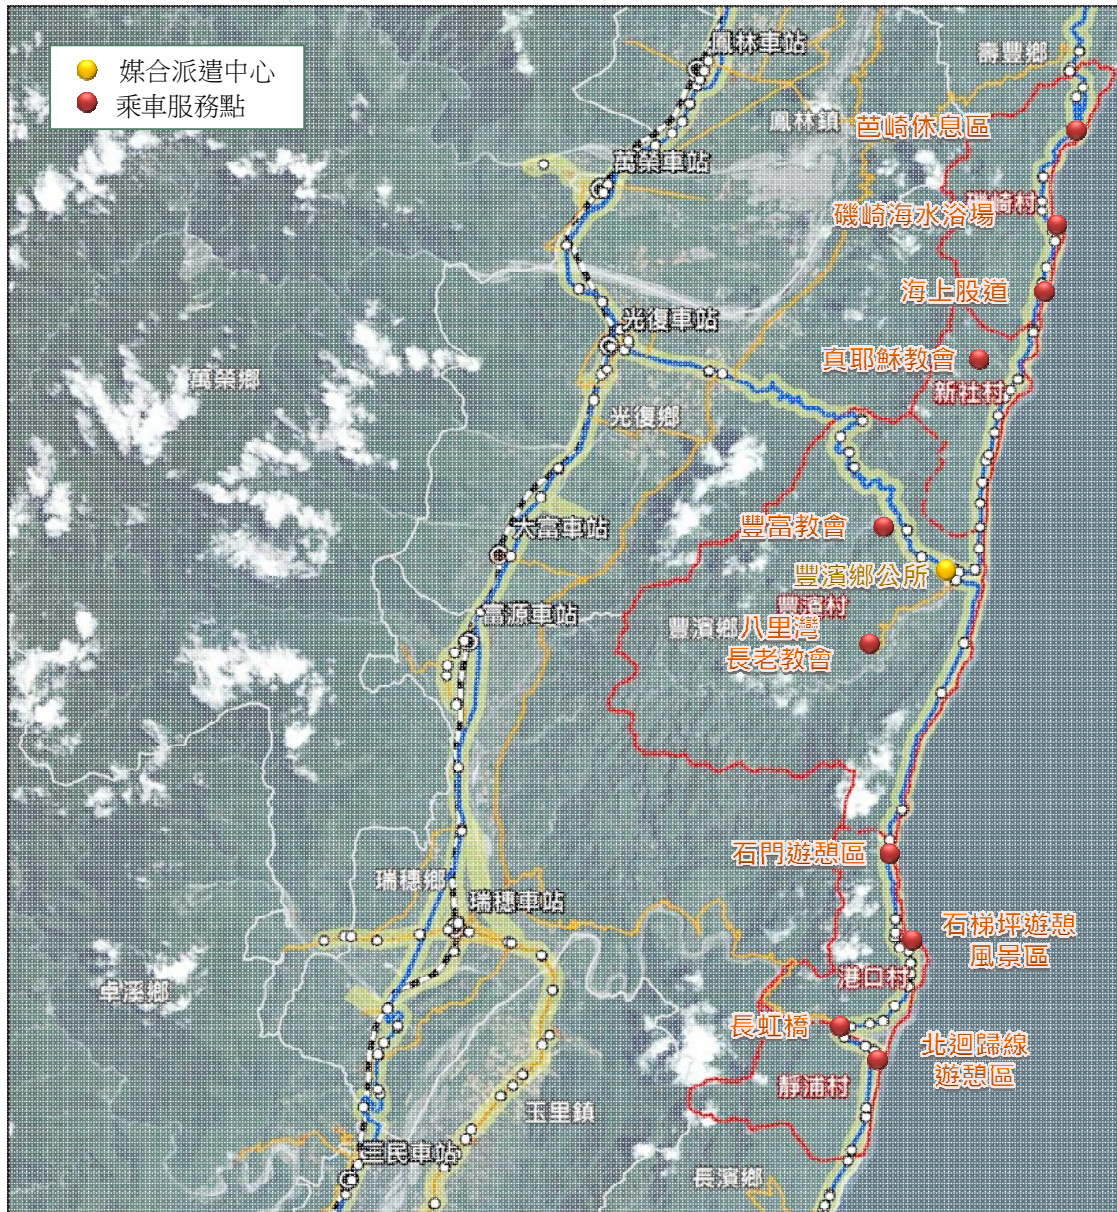 媒合派遣中心
乘車服務點
鳳林車站
壽豐鄉
鳳林鎮
芭崎休息區
萬榮車站
磯崎村
磯崎海水浴場
海上股道
光復車站
真耶穌教會
萬榮鄉
新社村
光復鄉
大富車站
豐富教會
豐濱鄉公所
豐濱村
富源車站
豐濱鄉
八里灣
長老教會
石門遊憩區
瑞穗鄉
瑞穗車站
石梯坪遊憩
風景區
港口村
卓溪鄉
長虹橋
北迴歸線
遊憩區
靜浦村
玉里鎮
三民車站
長濱鄉